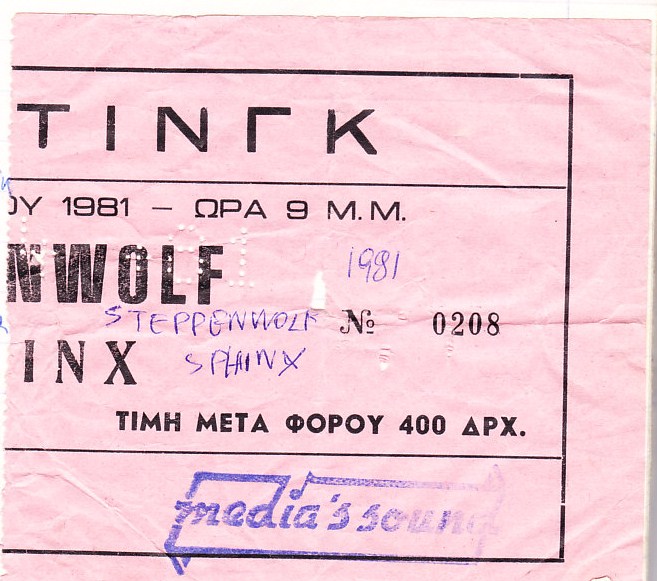 ΤΙΝΓΚ
ΟΥ 1981 — ΩΡΑ 9 Μ.Μ.
NWOLF
1981
STEPPENWOLF
№ 0208
INX
SPHINX
ΤΙΜΗ ΜΕΤΑ ΦΟΡΟΥ 400 ΔΡΧ.
media's sound